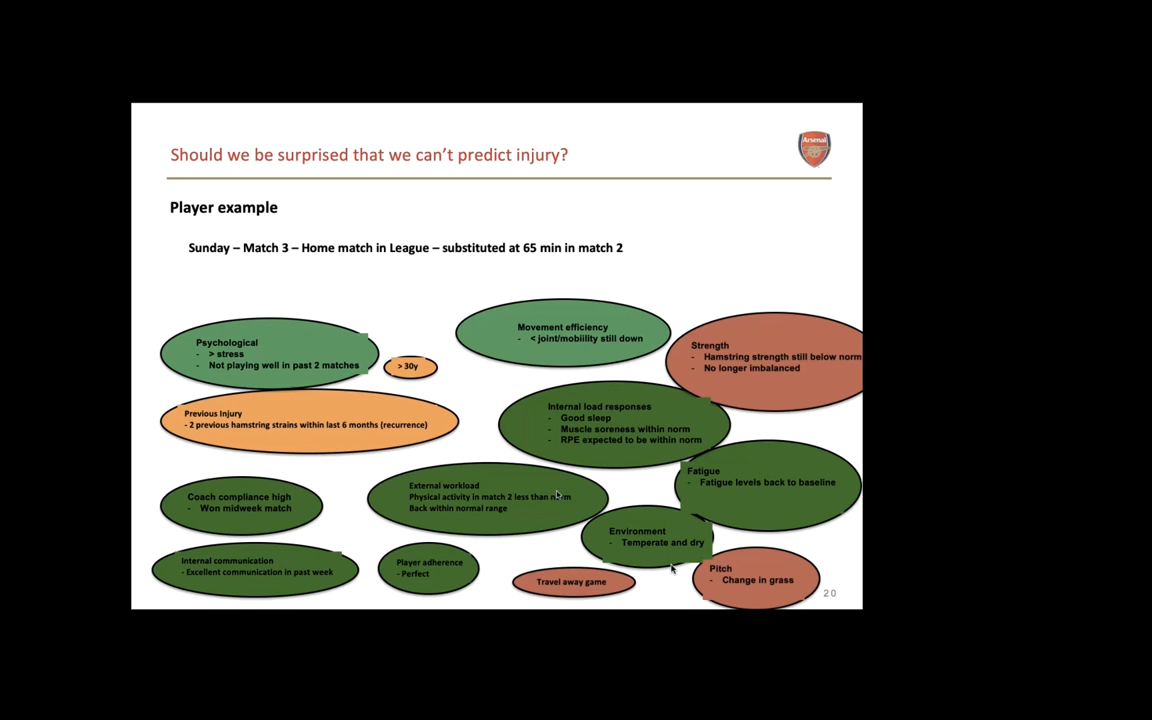 Arsenal
Should we be surprised that we can't predict injury?
Player example
Sunday – Match 3 – Home match in League – substituted at 65 min in match 2
Movement efficiency
- < joint/mobility still down
Psychological
- > stress
- Not playing well in past 2 matches
> 30y
Strength
- Hamstring strength still below norm
- No longer imbalanced
Previous Injury
- 2 previous hamstring strains within last 6 months (recurrence)
Internal load responses
- Good sleep
- Muscle soreness within norm
- RPE expected to be within norm
Fatigue
- Fatigue levels back to baseline
External workload
Physical activity in match 2 less than norm
Back within normal range
Coach compliance high
- Won midweek match
Environment
- Temperate and dry
Internal communication
- Excellent communication in past week
Player adherence
- Perfect
Travel away game
Pitch
- Change in grass
20